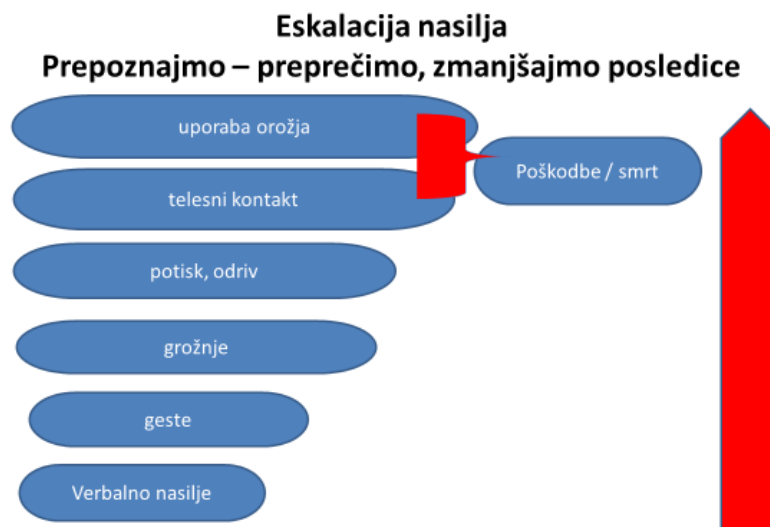 Eskalacija nasilja
Prepoznajmo – preprečimo, zmanjšajmo posledice
uporaba orožja
Poškodbe / smrt
telesni kontakt
potisk, odriv
grožnje
geste
Verbalno nasilje